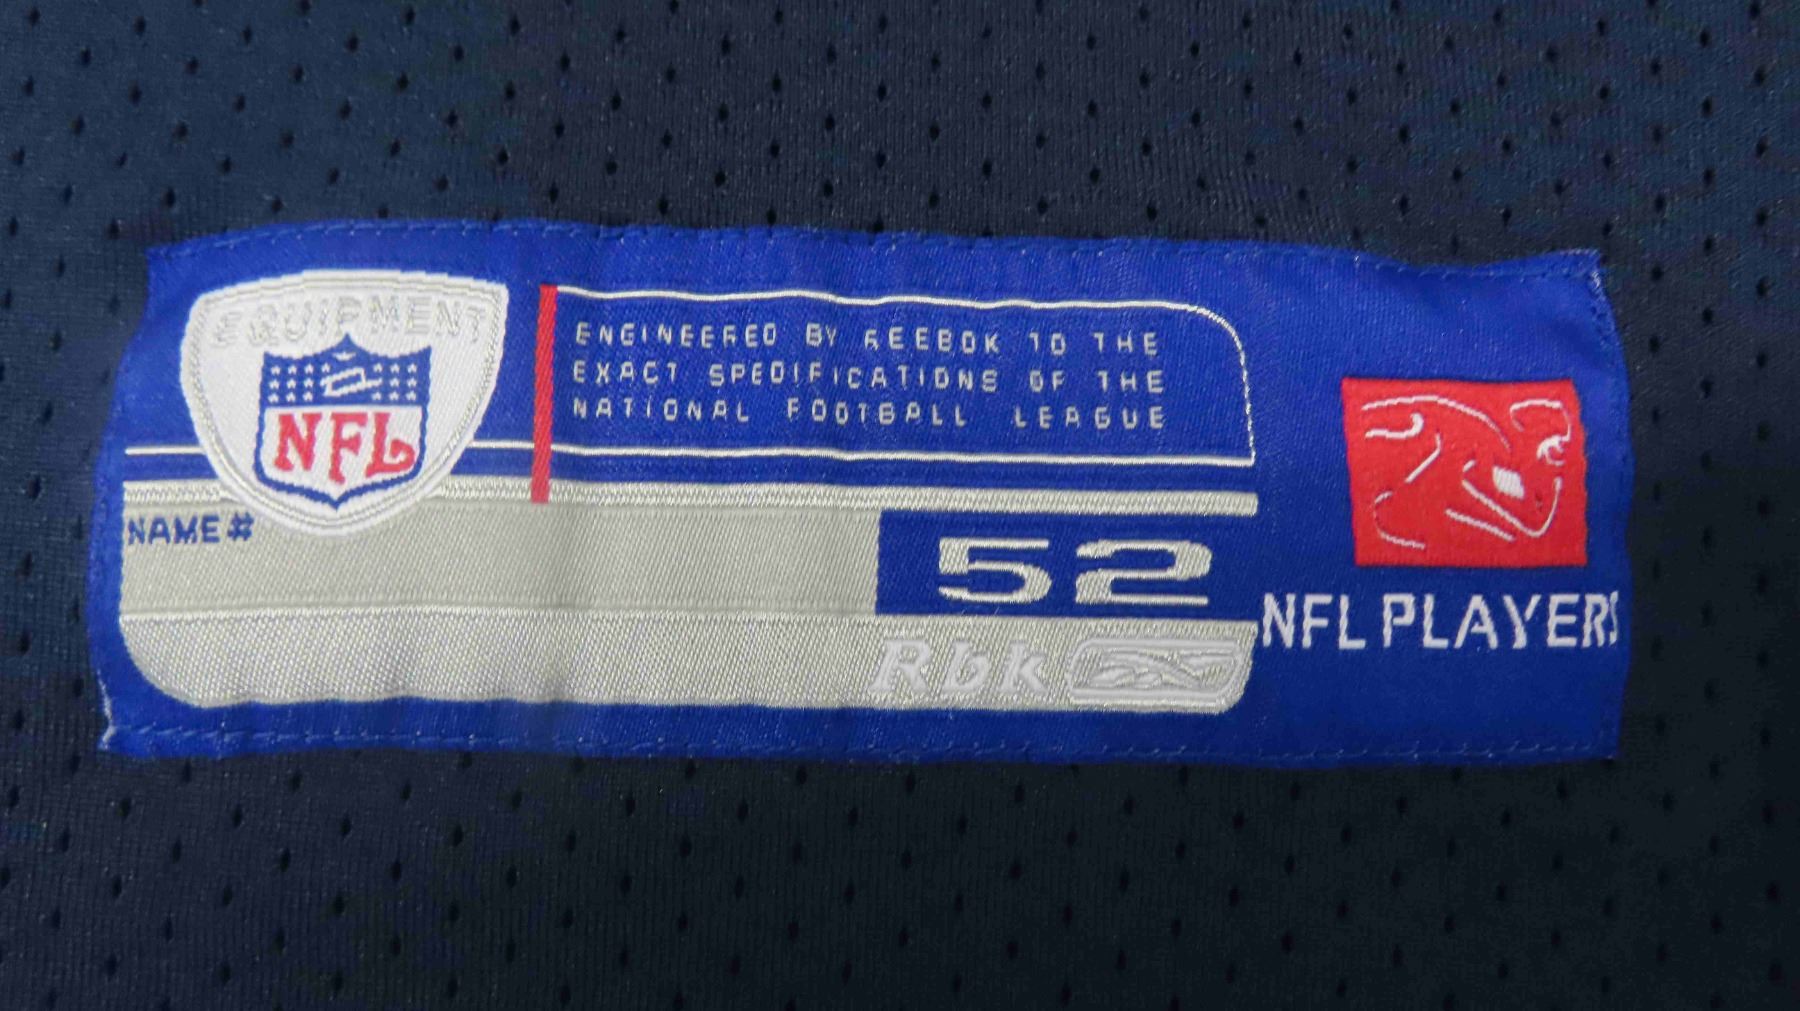 EQUIPMENT
NFL
ENGINEERED BY REEBOK TO THE
EXACT SPECIFICATIONS OF THE
NATIONAL FOOTBALL LEAGUE
NAME #
52
Rbk
NFL PLAYERS